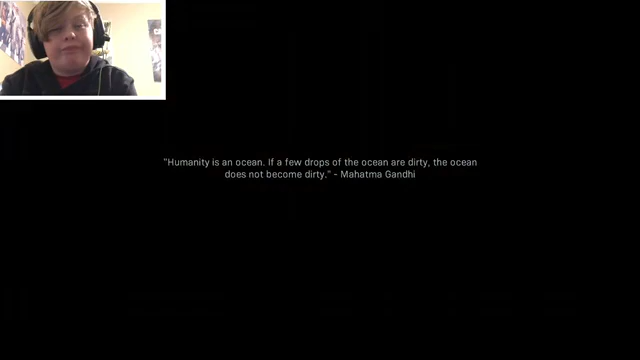 "Humanity is an ocean. If a few drops of the ocean are dirty, the ocean
does not become dirty." - Mahatma Gandhi